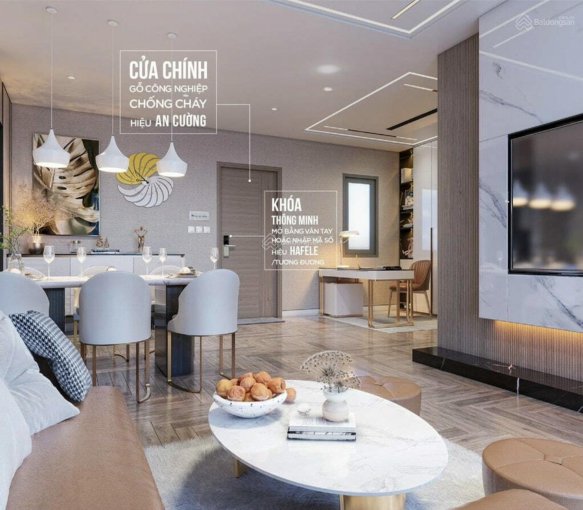 Batdongsan
CỬA CHÍNH
GỖ CÔNG NGHIỆP
CHỐNG CHÁY
HIỆU AN CƯỜNG
KHÓA
THÔNG MINH
MỞ BẰNG VÂN TAY
HOẶC NHẬP MÃ SỐ
HIỆU HAFELE
/TƯƠNG ĐƯƠNG